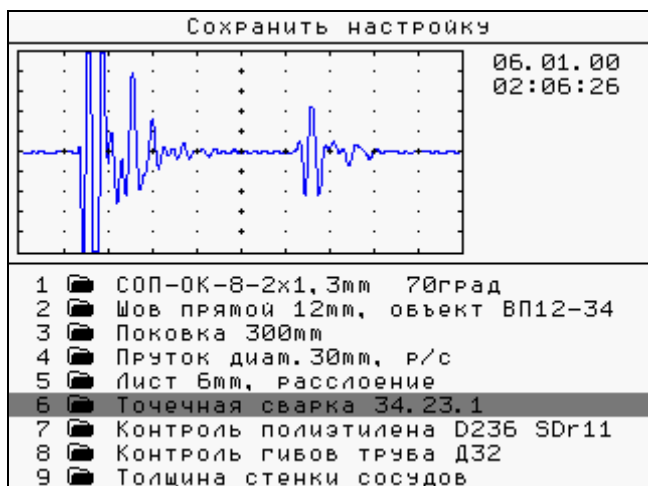 Сохранить настройку
06.01.00
02:06:26
1 СОП-ОК-8-2х1,3mm 70град
2 Шов прямой 12mm, объект ВП12-34
3 Поковка 300mm
4 Пруток диам.30mm, р/с
5 Лист 6mm, расслоение
6 Точечная сварка 34.23.1
7 Контроль полиэтилена D236 SDr11
8 Контроль гибов труба Д32
9 Толщина стенки сосудов